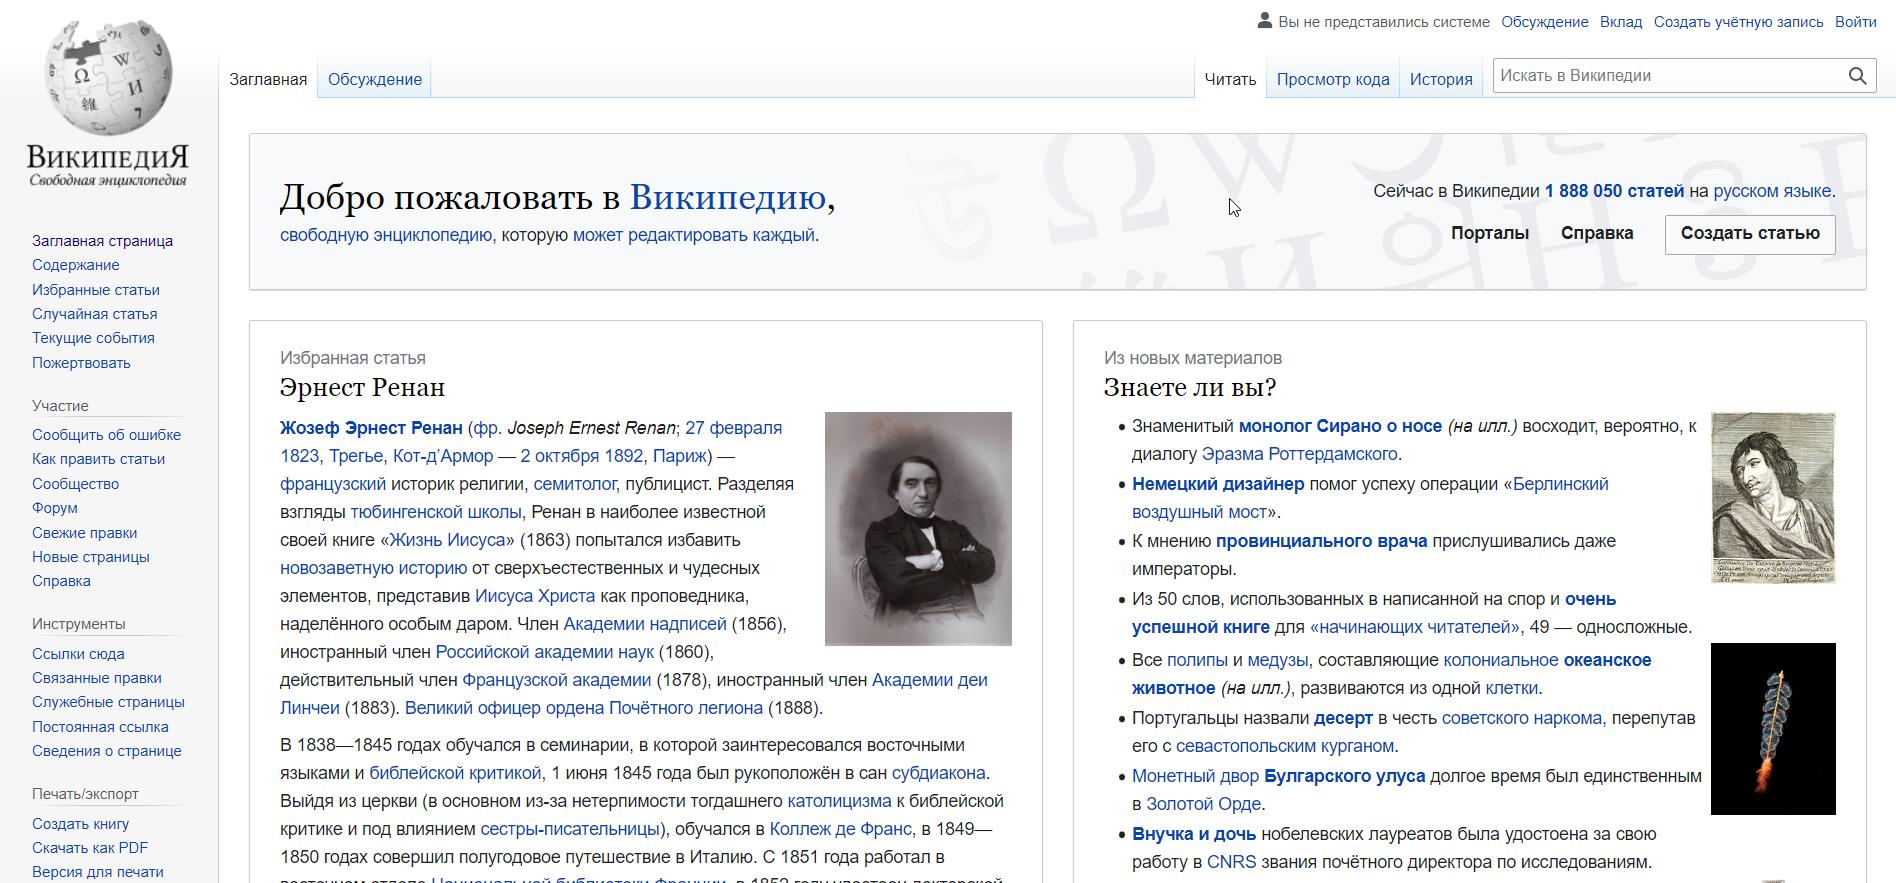 Вы не представились системе Обсуждение Вклад Создать учётную запись Войти
ВикипедиЯ
Свободная энциклопедия
Заглавная Обсуждение Читать Просмотр кода История Искать в Википедии
Заглавная страница
Содержание
Избранные статьи
Случайная статья
Текущие события
Пожертвовать
Участие
Сообщить об ошибке
Как править статьи
Сообщество
Форум
Свежие правки
Новые страницы
Справка
Инструменты
Ссылки сюда
Связанные правки
Служебные страницы
Постоянная ссылка
Сведения о странице
Печать/экспорт
Создать книгу
Скачать как PDF
Версия для печати
Добро пожаловать в Википедию,
свободную энциклопедию, которую может редактировать каждый.
Сейчас в Википедии 1 888 050 статей на русском языке.
Порталы Справка Создать статью
Избранная статья
Эрнест Ренан
Жозеф Эрнест Ренан (фр. Joseph Ernest Renan; 27 февраля
1823, Трегье, Кот-д’Армор — 2 октября 1892, Париж) —
французский историк религии, семитолог, публицист. Разделяя
взгляды тюбингенской школы, Ренан в наиболее известной
своей книге «Жизнь Иисуса» (1863) попытался избавить
новозаветную историю от сверхъестественных и чудесных
элементов, представив Иисуса Христа как проповедника,
наделённого особым даром. Член Академии надписей (1856),
иностранный член Российской академии наук (1860),
действительный член Французской академии (1878), иностранный член Академии деи
Линчеи (1883). Великий офицер ордена Почётного легиона (1888).
В 1838—1845 годах обучался в семинарии, в которой заинтересовался восточными
языками и библейской критикой, 1 июня 1845 года был рукоположён в сан субдиакона.
Выйдя из церкви (в основном из-за нетерпимости тогдашнего католицизма к библейской
критике и под влиянием сестры-писательницы), обучался в Коллеж де Франс, в 1849—
1850 годах совершил полугодовое путешествие в Италию. С 1851 года работал в
Из новых материалов
Знаете ли вы?
Знаменитый монолог Сирано о носе (на илл.) восходит, вероятно, к
диалогу Эразма Роттердамского.
Немецкий дизайнер помог успеху операции «Берлинский
воздушный мост».
К мнению провинциального врача прислушивались даже
императоры.
Из 50 слов, использованных в написанной на спор и очень
успешной книге для «начинающих читателей», 49 — односложные.
Все полипы и медузы, составляющие колониальное океанское
животное (на илл.), развиваются из одной клетки.
Португальцы назвали десерт в честь советского наркома, перепутав
его с севастопольским курганом.
Монетный двор Булгарского улуса долгое время был единственным
в Золотой Орде.
Внучка и дочь нобелевских лауреатов была удостоена за свою
работу в CNRS звания почётного директора по исследованиям.